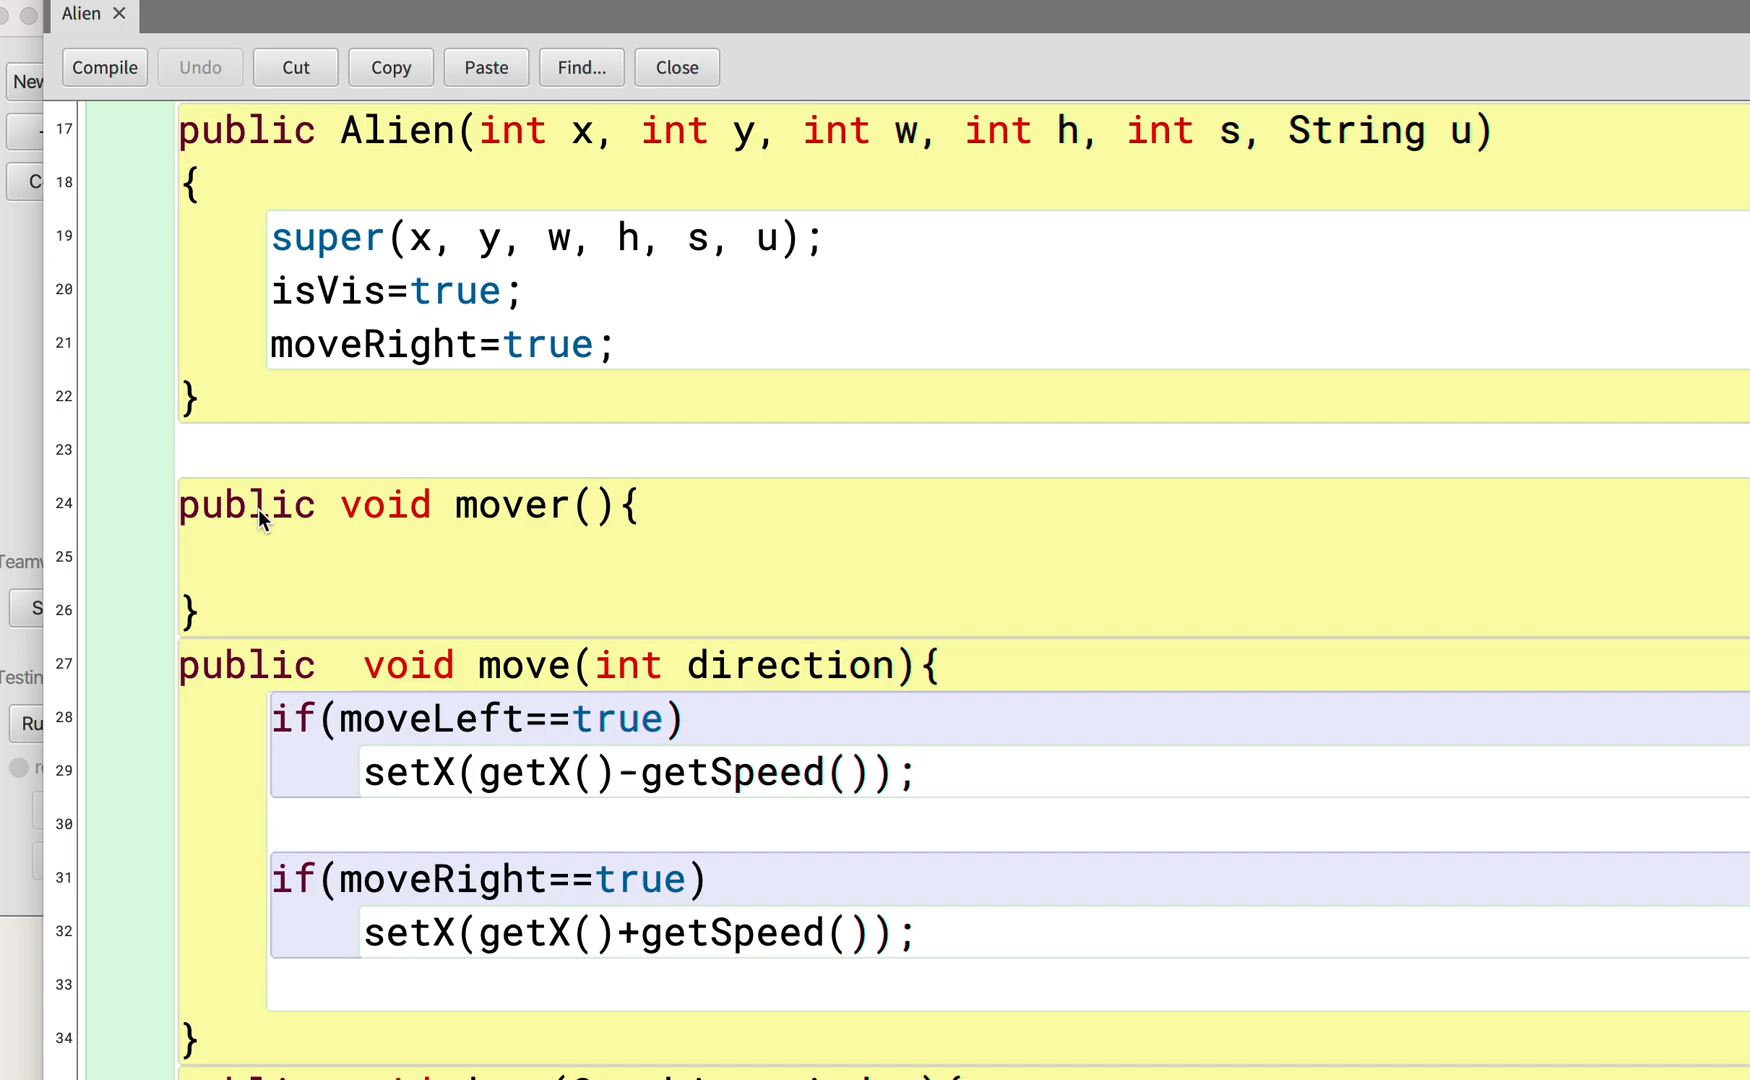 Alien ×
Compile Undo Cut Copy Paste Find... Close
New
17 public Alien(int x, int y, int w, int h, int s, String u)
18 {
19 super(x, y, w, h, s, u);
20 isVis=true;
21 moveRight=true;
22 }
23
24 public void mover(){
25
26 }
27 public void move(int direction){
28 if(moveLeft==true)
29 setX(getX()-getSpeed());
30
31 if(moveRight==true)
32 setX(getX()+getSpeed());
33
34 }